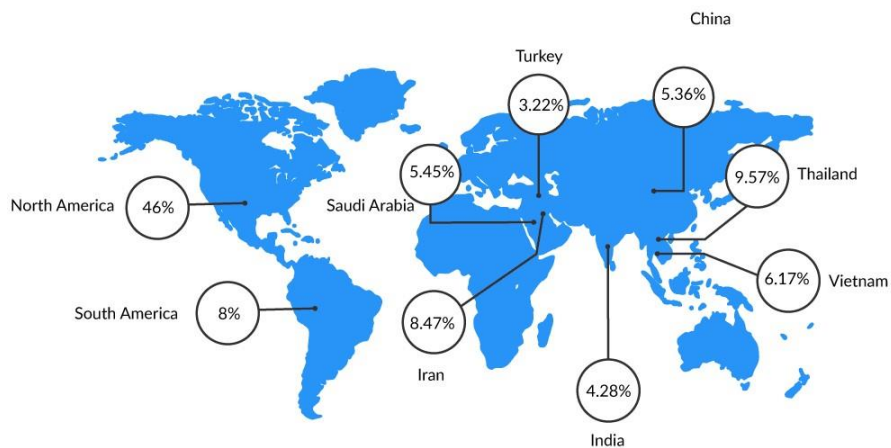 China
Turkey
5.36%
3.22%
5.45%
9.57%
Thailand
North America
46%
Saudi Arabia
6.17%
Vietnam
South America
8%
8.47%
Iran
4.28%
India